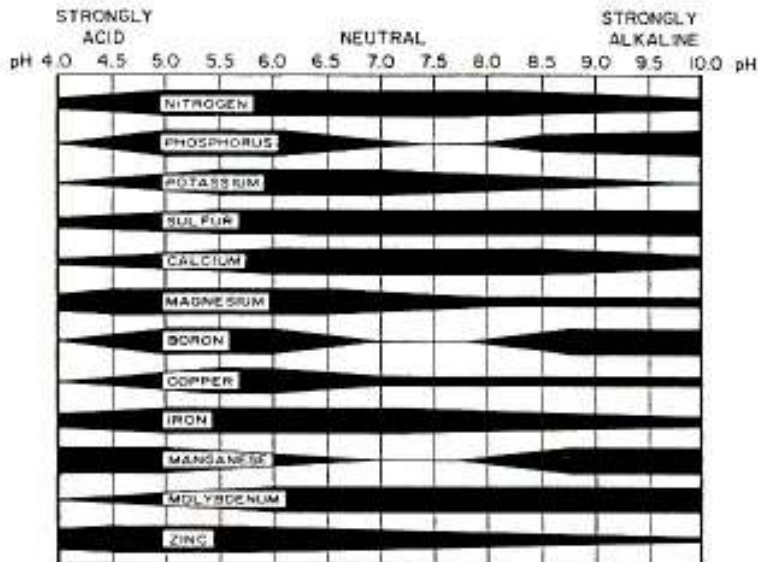 STRONGLY ACID
NEUTRAL
STRONGLY ALKALINE
pH 4.0 4.5 5.0 5.5 6.0 6.5 7.0 7.5 8.0 8.5 9.0 9.5 10.0 pH
NITROGEN
PHOSPHORUS
POTASSIUM
SULFUR
CALCIUM
MAGNESIUM
BORON
COPPER
IRON
MANGANESE
MOLYBDENUM
ZINC